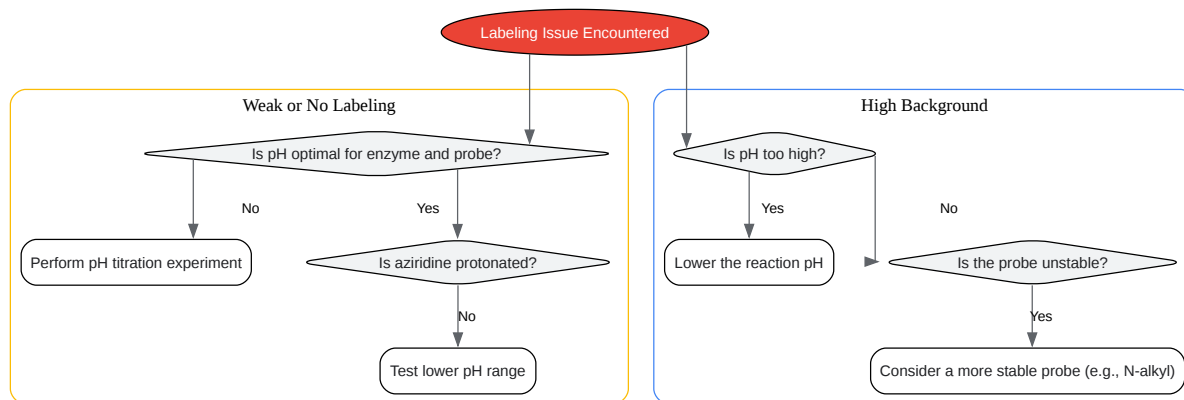 Labeling Issue Encountered
Weak or No Labeling
High Background
Is pH optimal for enzyme and probe?
Is pH too high?
No
Yes
Yes
No
Perform pH titration experiment
Is aziridine protonated?
Lower the reaction pH
Is the probe unstable?
No
Yes
Test lower pH range
Consider a more stable probe (e.g., N-alkyl)